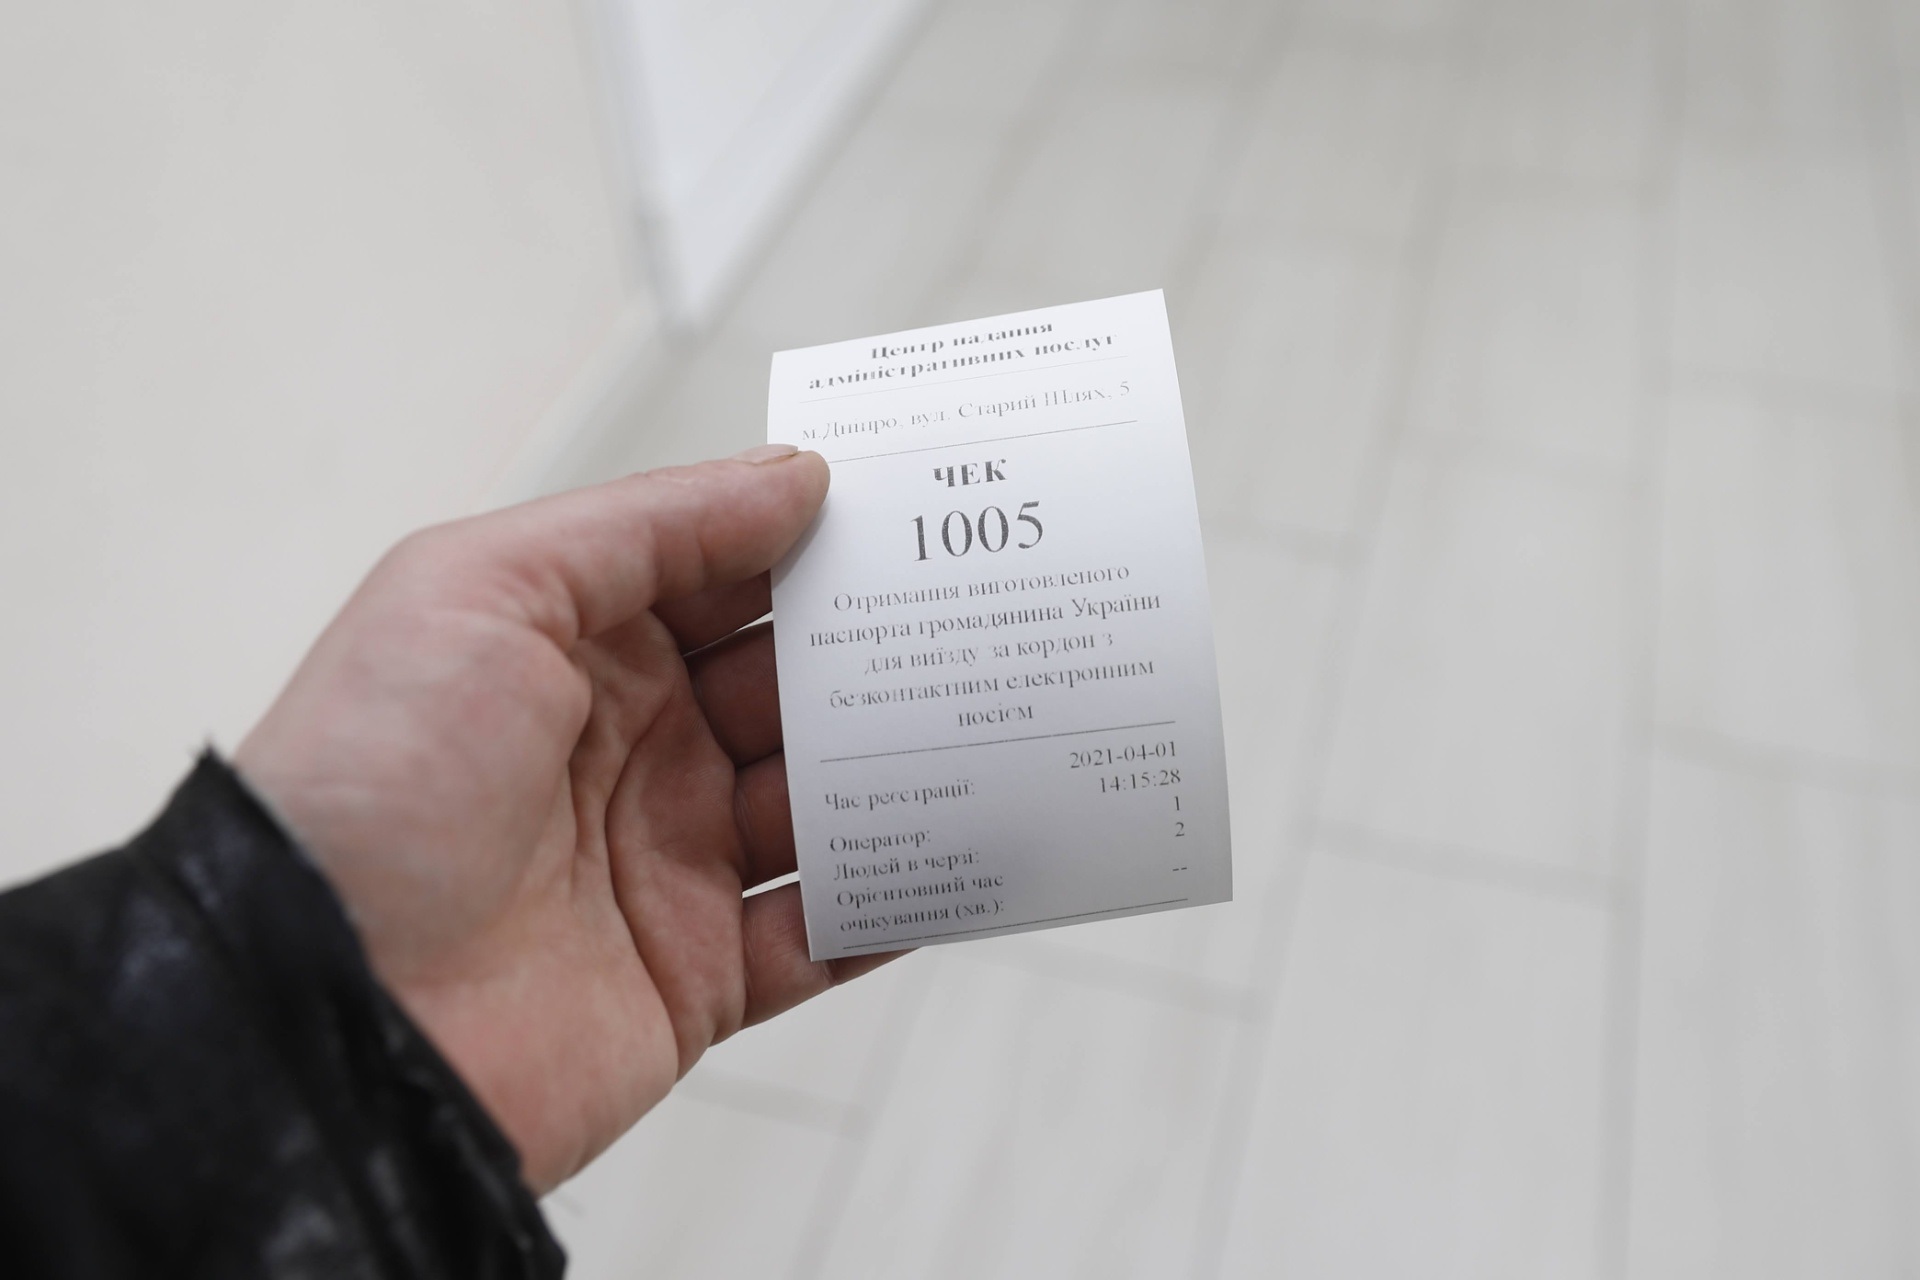 Центр надання
адміністративних послуг
м.Дніпро, вул. Старий Шлях, 5
ЧЕК
1005
Отримання виготовленого
паспорта громадянина України
для виїзду за кордон з
безконтактним електронним
носієм
2021-04-01
Час реєстрації: 14:15:28
Оператор: 1
Людей в черзі: 2
Орієнтовний час
очікування (хв.): --